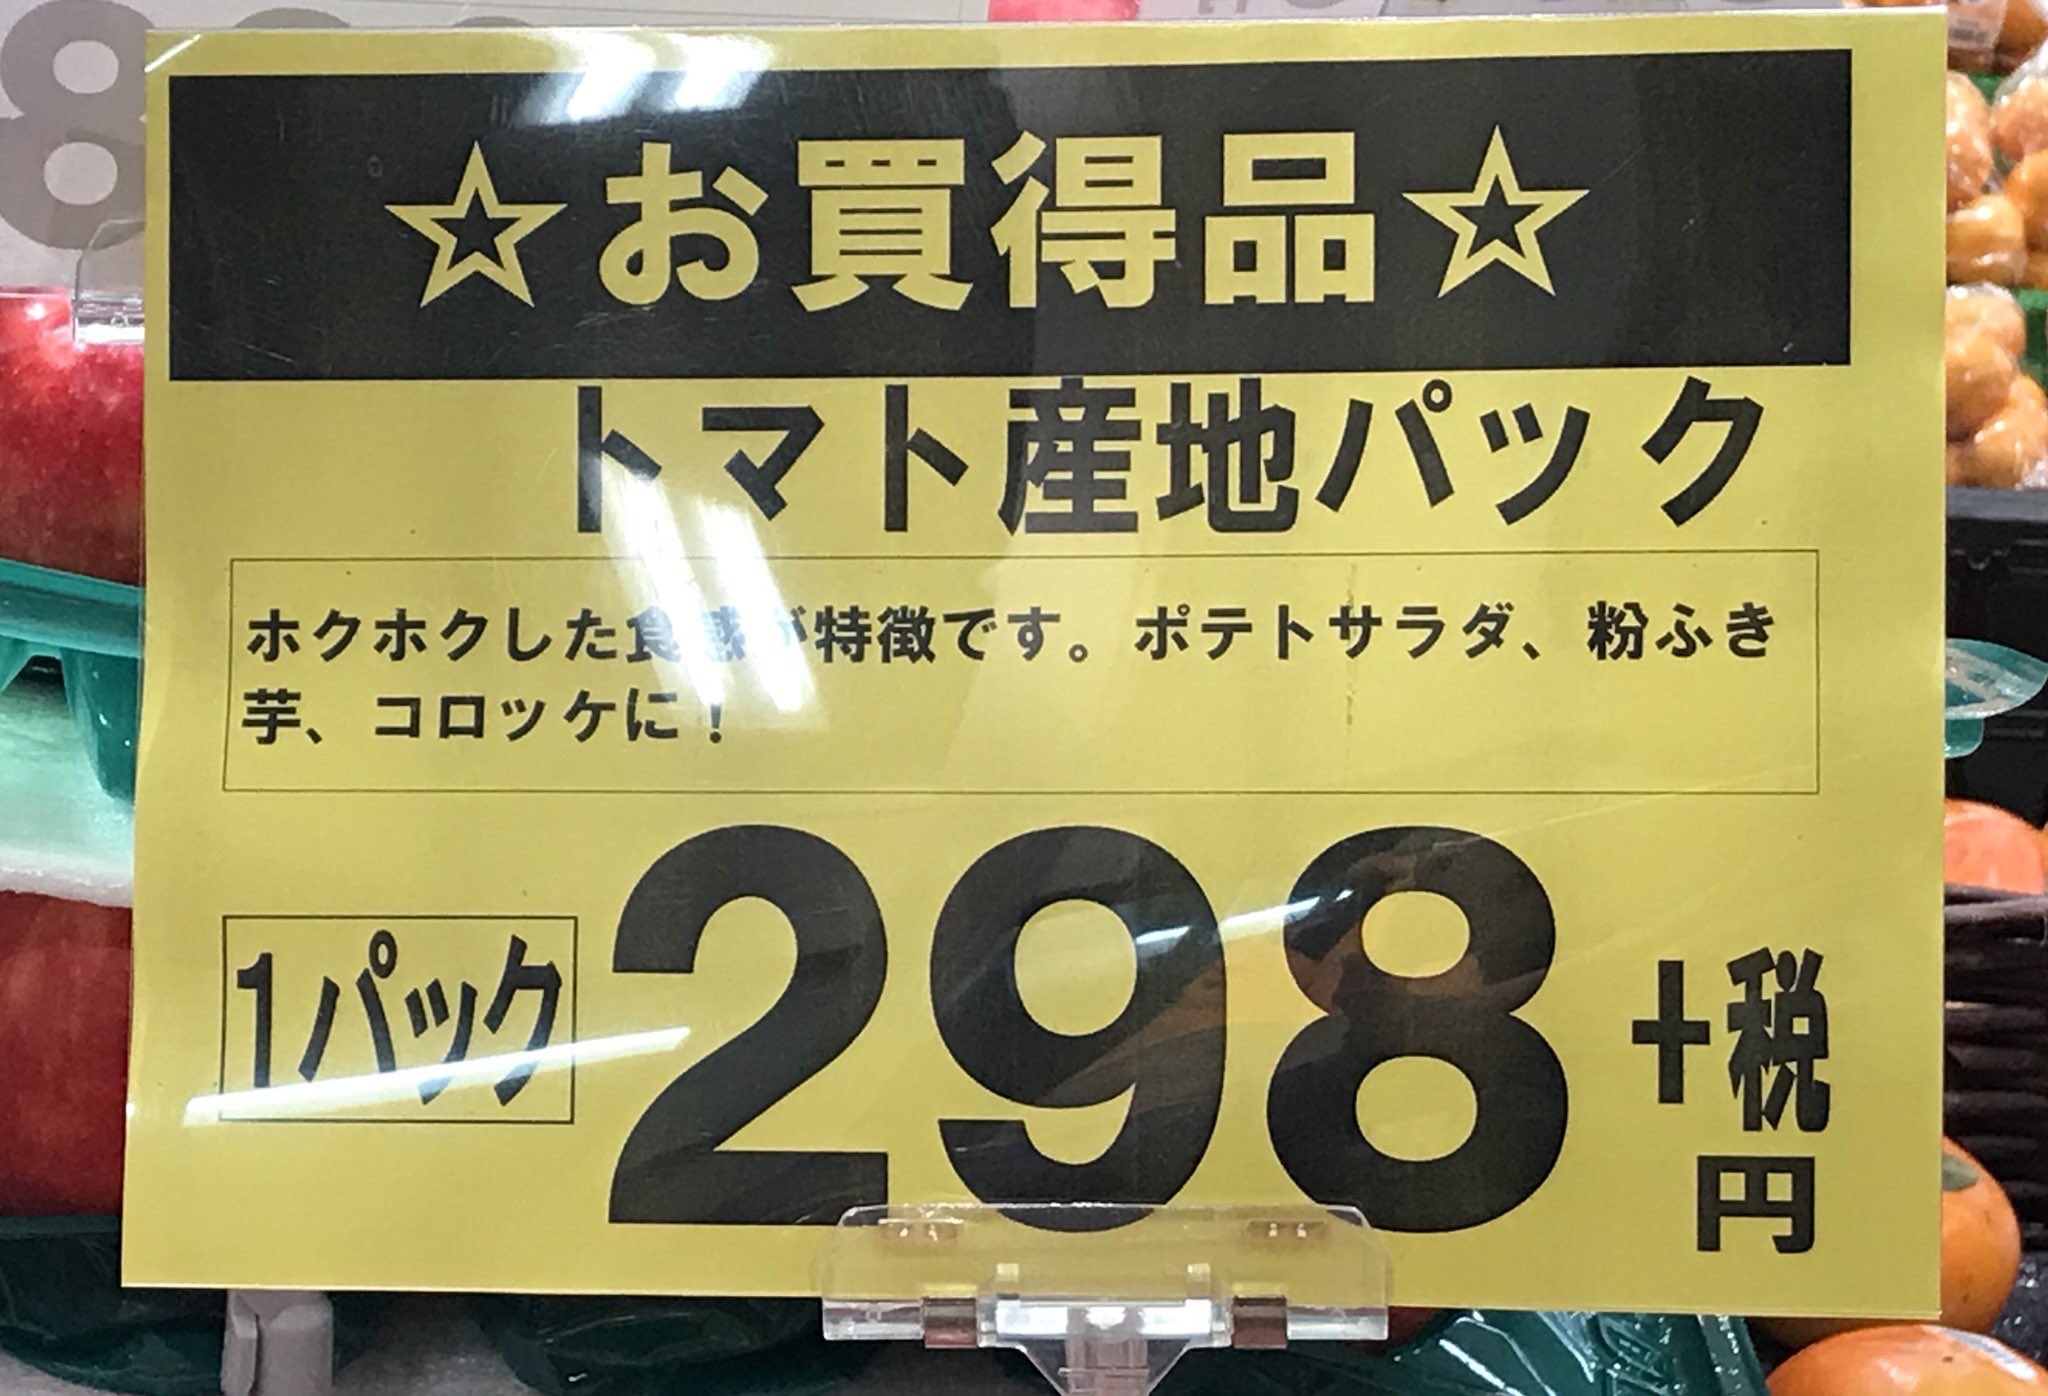 ☆お買得品☆
トマト産地パック
ホクホクした食感が特徴です。ポテトサラダ、粉ふき
芋、コロッケに！
1パック
298
+税
円